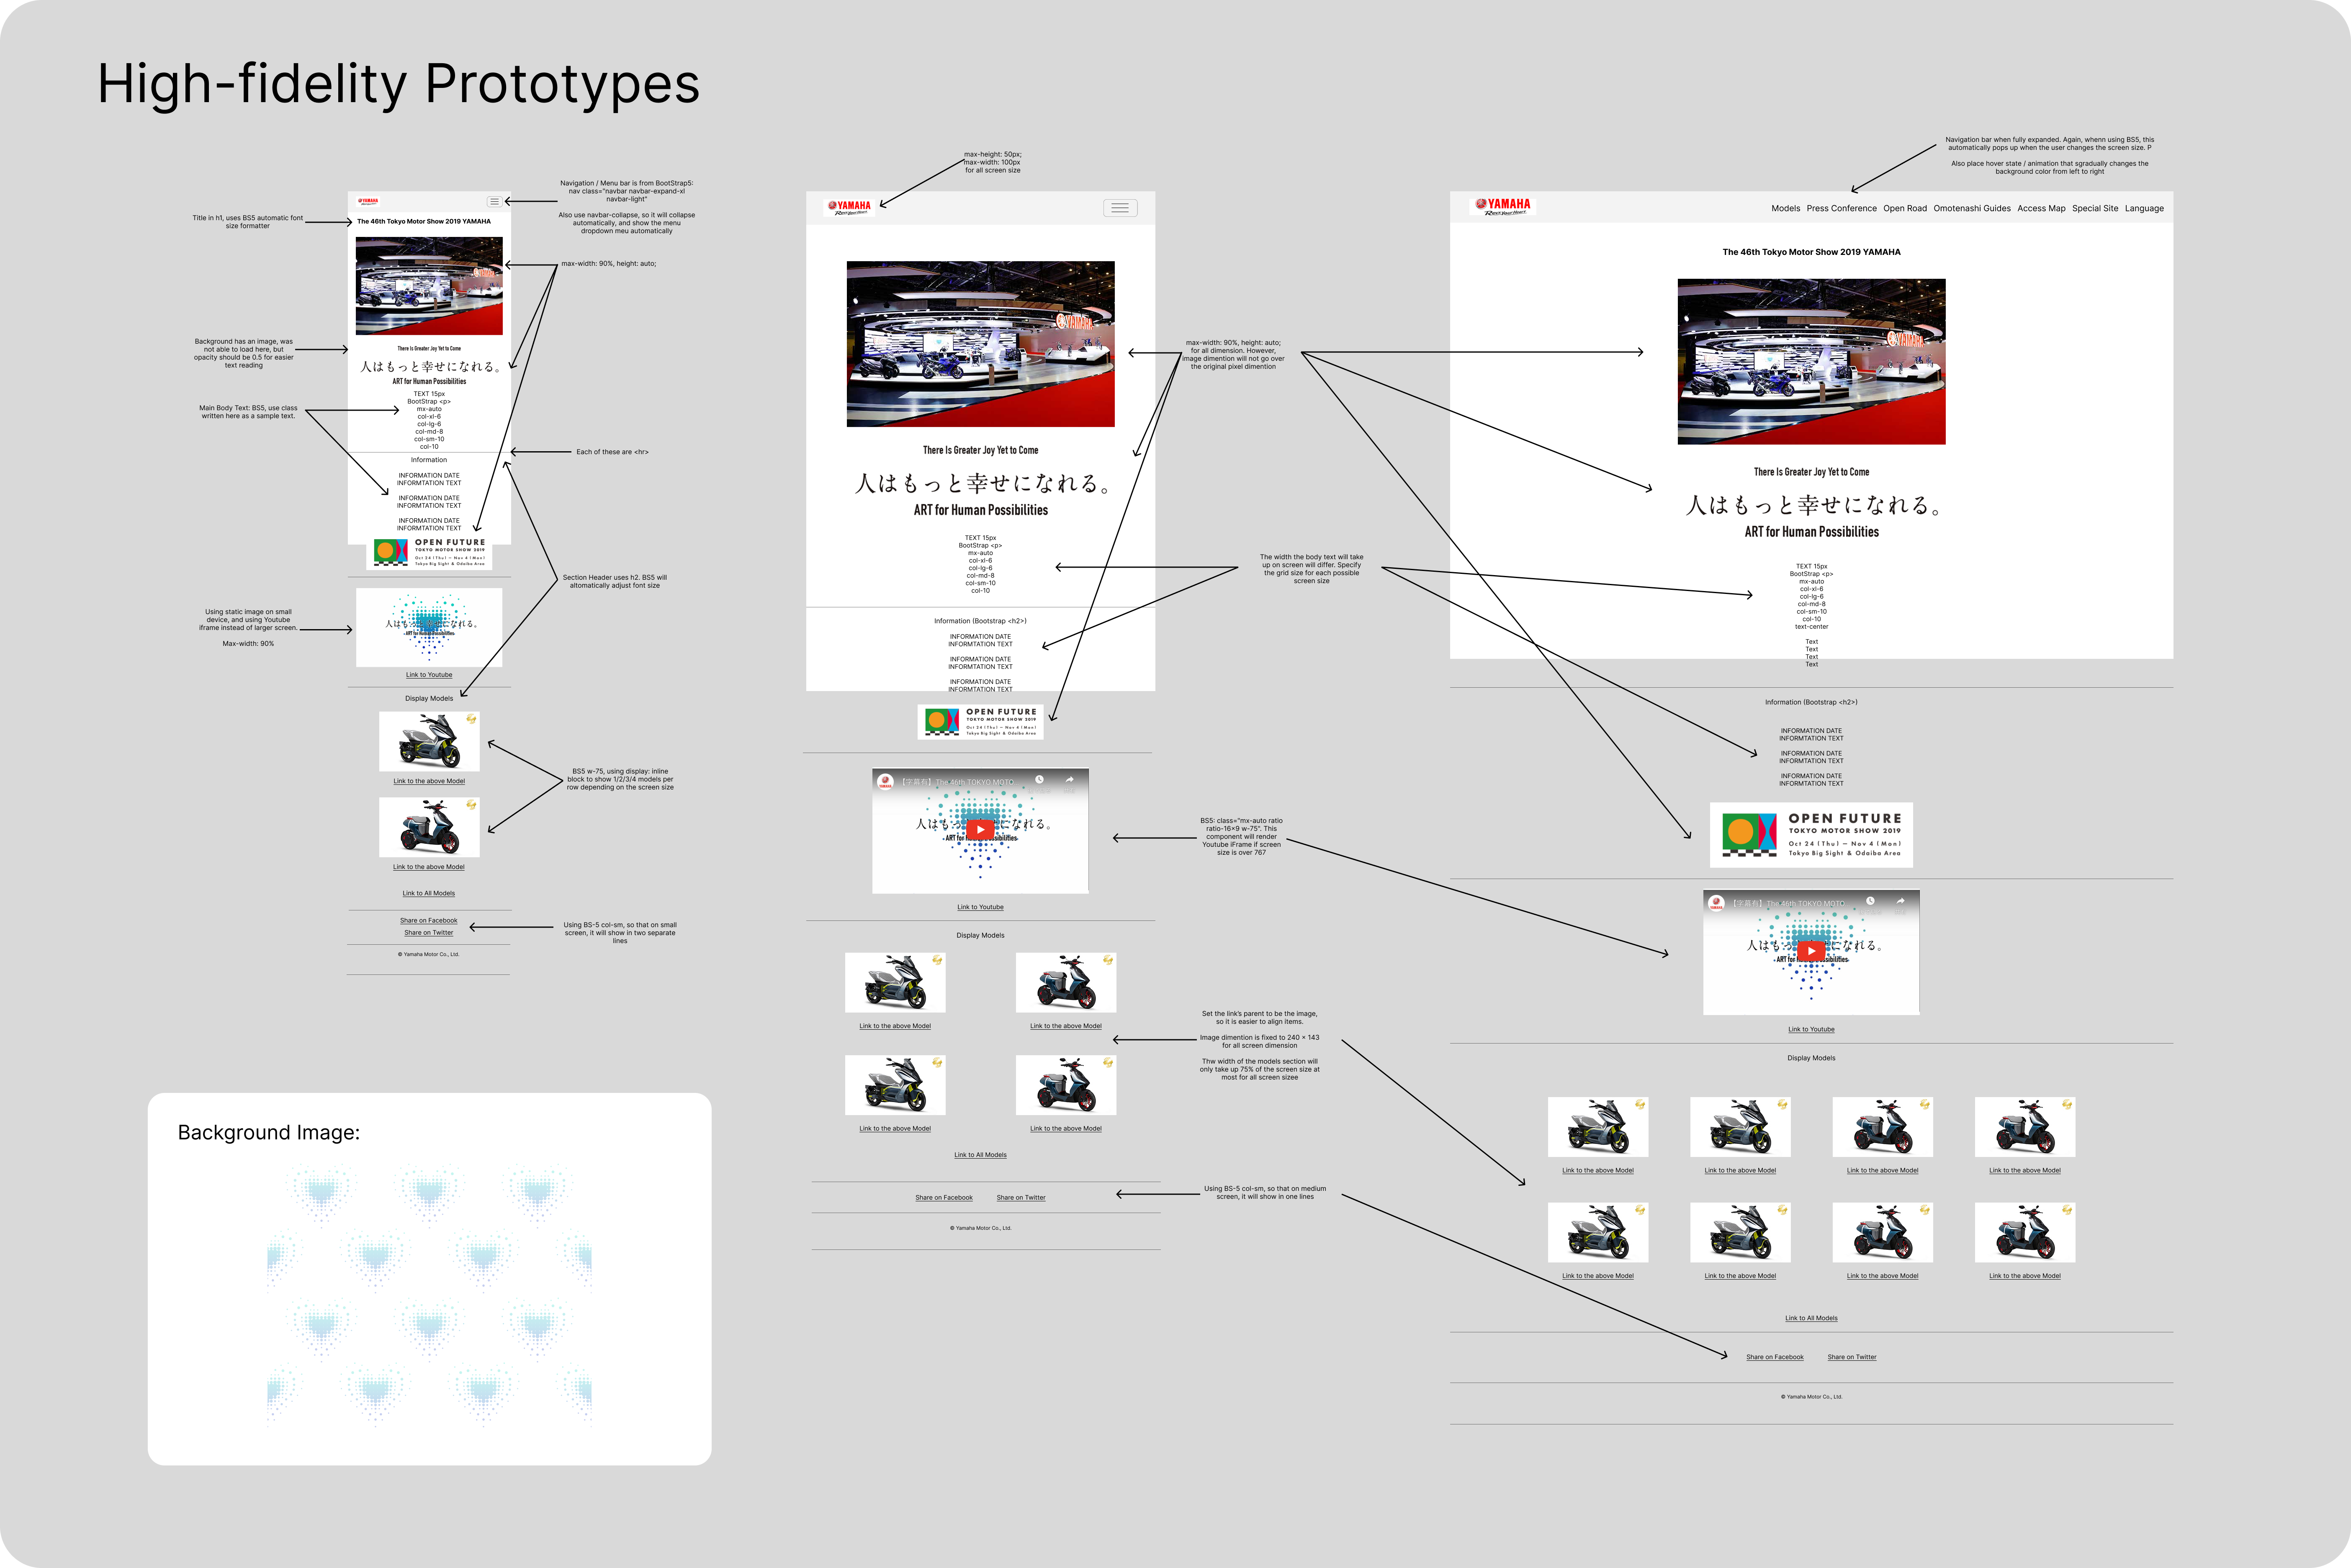 High-fidelity Prototypes
Title in h1, uses BS5 automatic font
size formatter
Background has an image, was
not able to load here, but
opacity should be 0.5 for easier
text reading
Main Body Text: BS5, use class
written here as a sample text.
Using static image on small
device, and using Youtube
iframe instead of larger screen.
Max-width: 90%
YAMAHA
The 46th Tokyo Motor Show 2019 YAMAHA
YAMAHA
There Is Greater Joy Yet to Come
人はもっと幸せになれる。
ART for Human Possibilities
TEXT 15px
BootStrap <p>
mx-auto
col-xl-6
col-lg-6
col-md-8
col-sm-10
col-10
Information
INFORMATION DATE
INFORMTATION TEXT
INFORMATION DATE
INFORMTATION TEXT
INFORMATION DATE
INFORMTATION TEXT
OPEN FUTURE
TOKYO MOTOR SHOW 2019
Oct 24 (Thu) – Nov 4 (Mon)
Tokyo Big Sight & Odaiba Area
人はもっと幸せになれる。
ART for Human Possibilities
Link to Youtube
Display Models
Link to the above Model
Link to the above Model
Link to All Models
Share on Facebook
Share on Twitter
© Yamaha Motor Co., Ltd.
Navigation / Menu bar is from BootStrap5:
nav class="navbar navbar-expand-xl
navbar-light"
Also use navbar-collapse, so it will collapse
automatically, and show the menu
dropdown meu automatically
max-width: 90%, height: auto;
Each of these are <hr>
Section Header uses h2. BS5 will
altomatically adjust font size
BS5 w-75, using display: inline
block to show 1/2/3/4 models per
row depending on the screen size
Using BS-5 col-sm, so that on small
screen, it will show in two separate
lines
Background Image:
max-height: 50px;
max-width: 100px
for all screen size
YAMAHA
Revs Your Heart
YAMAHA
There Is Greater Joy Yet to Come
人はもっと幸せになれる。
ART for Human Possibilities
TEXT 15px
BootStrap <p>
mx-auto
col-xl-6
col-lg-6
col-md-8
col-sm-10
col-10
Information (Bootstrap <h2>)
INFORMATION DATE
INFORMTATION TEXT
INFORMATION DATE
INFORMTATION TEXT
INFORMATION DATE
INFORMTATION TEXT
OPEN FUTURE
TOKYO MOTOR SHOW 2019
Oct 24 (Thu) – Nov 4 (Mon)
Tokyo Big Sight & Odaiba Area
【字幕有】The 46th TOKYO MOTO
Link to Youtube
Display Models
Link to the above Model Link to the above Model
Link to the above Model Link to the above Model
Link to All Models
Share on Facebook Share on Twitter
© Yamaha Motor Co., Ltd.
max-width: 90%, height: auto;
for all dimension. However,
image dimention will not go over
the original pixel dimention
The width the body text will take
up on screen will differ. Specify
the grid size for each possible
screen size
BS5: class="mx-auto ratio
ratio-16×9 w-75". This
component will render
Youtube iFrame if screen
size is over 767
Set the link's parent to be the image,
so it is easier to align items.
Image dimention is fixed to 240 x 143
for all screen dimension
Thw width of the models section will
only take up 75% of the screen size at
most for all screen sizee
Using BS-5 col-sm, so that on medium
screen, it will show in one lines
Navigation bar when fully expanded. Again, whenn using BS5, this
automatically pops up when the user changes the screen size. P
Also place hover state / animation that sgradually changes the
background color from left to right
YAMAHA
Revs Your Heart
Models Press Conference Open Road Omotenashi Guides Access Map Special Site Language
The 46th Tokyo Motor Show 2019 YAMAHA
YAMAHA
There Is Greater Joy Yet to Come
人はもっと幸せになれる。
ART for Human Possibilities
TEXT 15px
BootStrap <p>
mx-auto
col-xl-6
col-lg-6
col-md-8
col-sm-10
col-10
text-center
Text
Text
Text
Text
Information (Bootstrap <h2>)
INFORMATION DATE
INFORMTATION TEXT
INFORMATION DATE
INFORMTATION TEXT
INFORMATION DATE
INFORMTATION TEXT
OPEN FUTURE
TOKYO MOTOR SHOW 2019
Oct 24 (Thu) – Nov 4 (Mon)
Tokyo Big Sight & Odaiba Area
【字幕有】The 46th TOKYO MOTO
Link to Youtube
Display Models
Link to the above Model Link to the above Model Link to the above Model Link to the above Model
Link to the above Model Link to the above Model Link to the above Model Link to the above Model
Link to All Models
Share on Facebook Share on Twitter
© Yamaha Motor Co., Ltd.